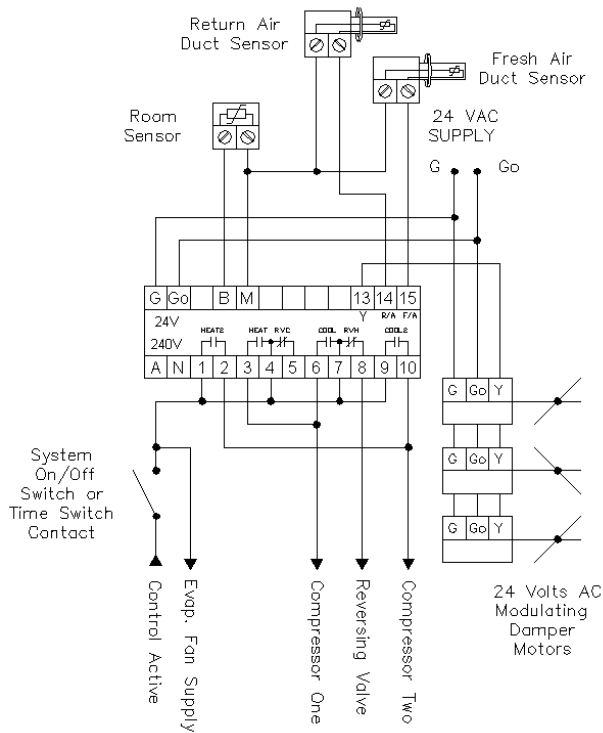 Return Air
Duct Sensor
Fresh Air
Duct Sensor
Room
Sensor
24 VAC
SUPPLY
G Go
G Go B M 13 14 15
Y R/A F/A
24V
HEAT2 HEAT RVC COOL RVH COOL2
240V
A N 1 2 3 4 5 6 7 8 9 10
G Go Y
G Go Y
G Go Y
System
On/Off
Switch or
Time Switch
Contact
Control Active
Evap. Fan Supply
Compressor One
Reversing Valve
Compressor Two
24 Volts AC
Modulating
Damper
Motors